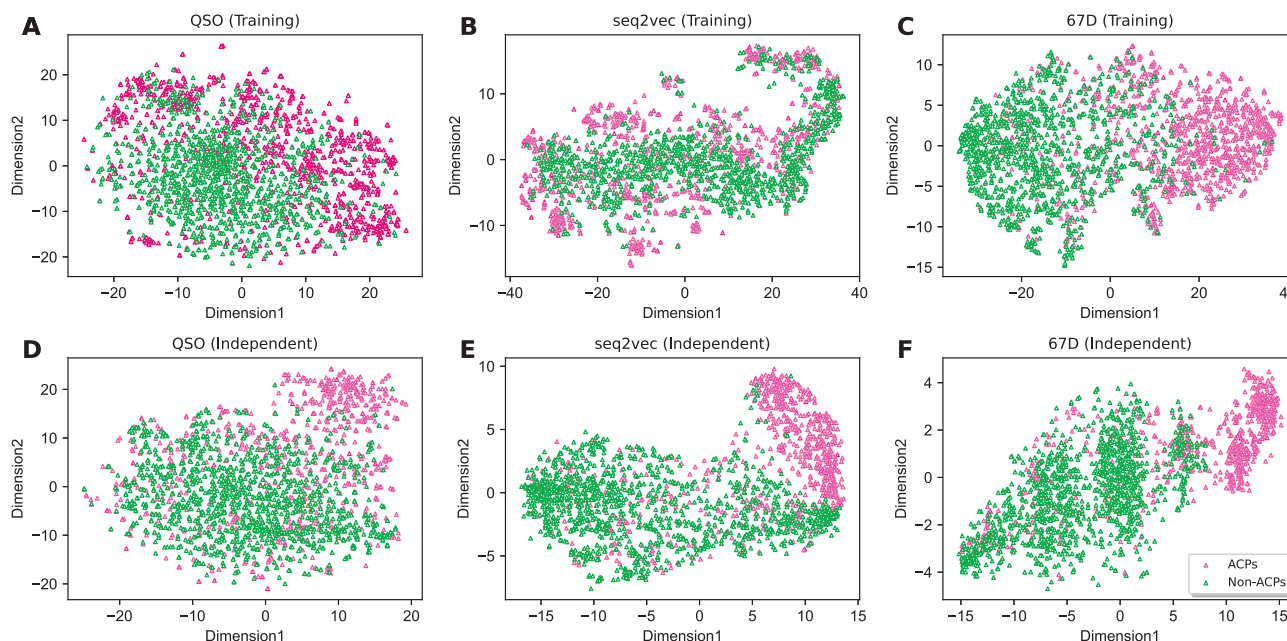 A
QSO (Training)
20
10
0
−10
−20
Dimension2
−20
−10
0
10
20
Dimension1
B
seq2vec (Training)
10
0
−10
Dimension2
−40
−20
0
20
40
Dimension1
C
67D (Training)
10
5
0
−5
−10
−15
Dimension2
−20
0
20
4
Dimension1
D
QSO (Independent)
20
10
0
−10
−20
Dimension2
−20
−10
0
10
20
Dimension1
E
seq2vec (Independent)
10
5
0
−5
Dimension2
−15
−10
−5
0
5
10
15
Dimension1
F
67D (Independent)
4
2
0
−2
−4
Dimension2
−15
−10
−5
0
5
10
15
Dimension1
ACPs
Non-ACPs